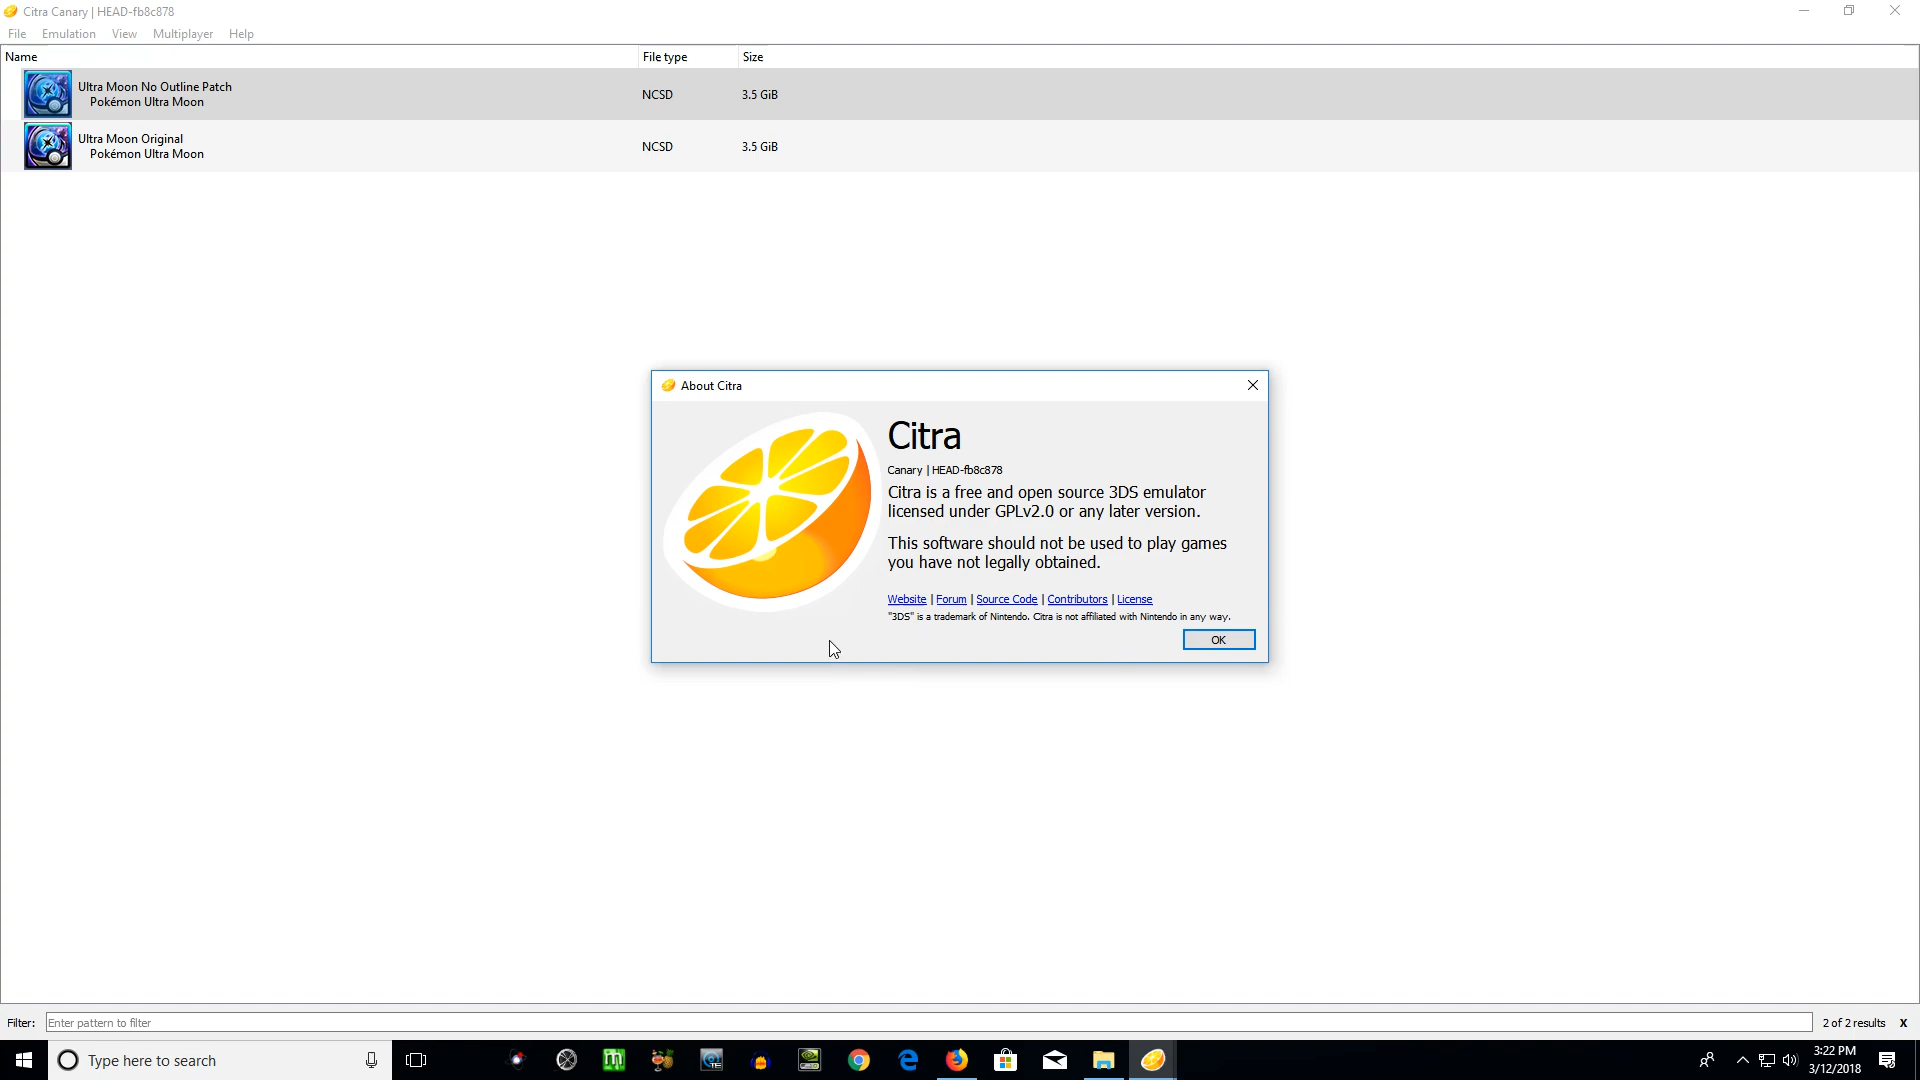 Citra Canary | HEAD-fb8c878
File Emulation View Multiplayer Help
Name File type Size
Ultra Moon No Outline Patch
Pokémon Ultra Moon
NCSD 3.5 GiB
Ultra Moon Original
Pokémon Ultra Moon
NCSD 3.5 GiB
About Citra
Citra
Canary | HEAD-fb8c878
Citra is a free and open source 3DS emulator
licensed under GPLv2.0 or any later version.
This software should not be used to play games
you have not legally obtained.
Website | Forum | Source Code | Contributors | License
"3DS" is a trademark of Nintendo. Citra is not affiliated with Nintendo in any way.
OK
Filter: Enter pattern to filter 2 of 2 results X
Type here to search
3:22 PM
3/12/2018